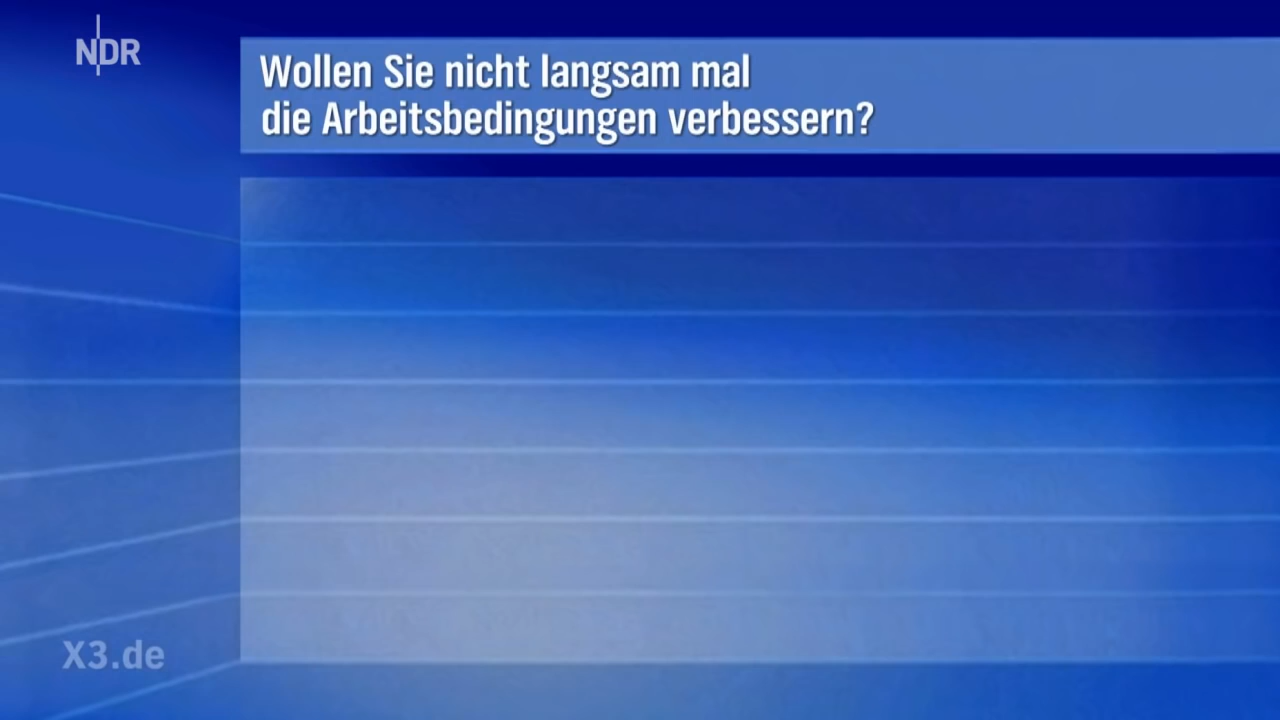 NDR
Wollen Sie nicht langsam mal
die Arbeitsbedingungen verbessern?
X3.de